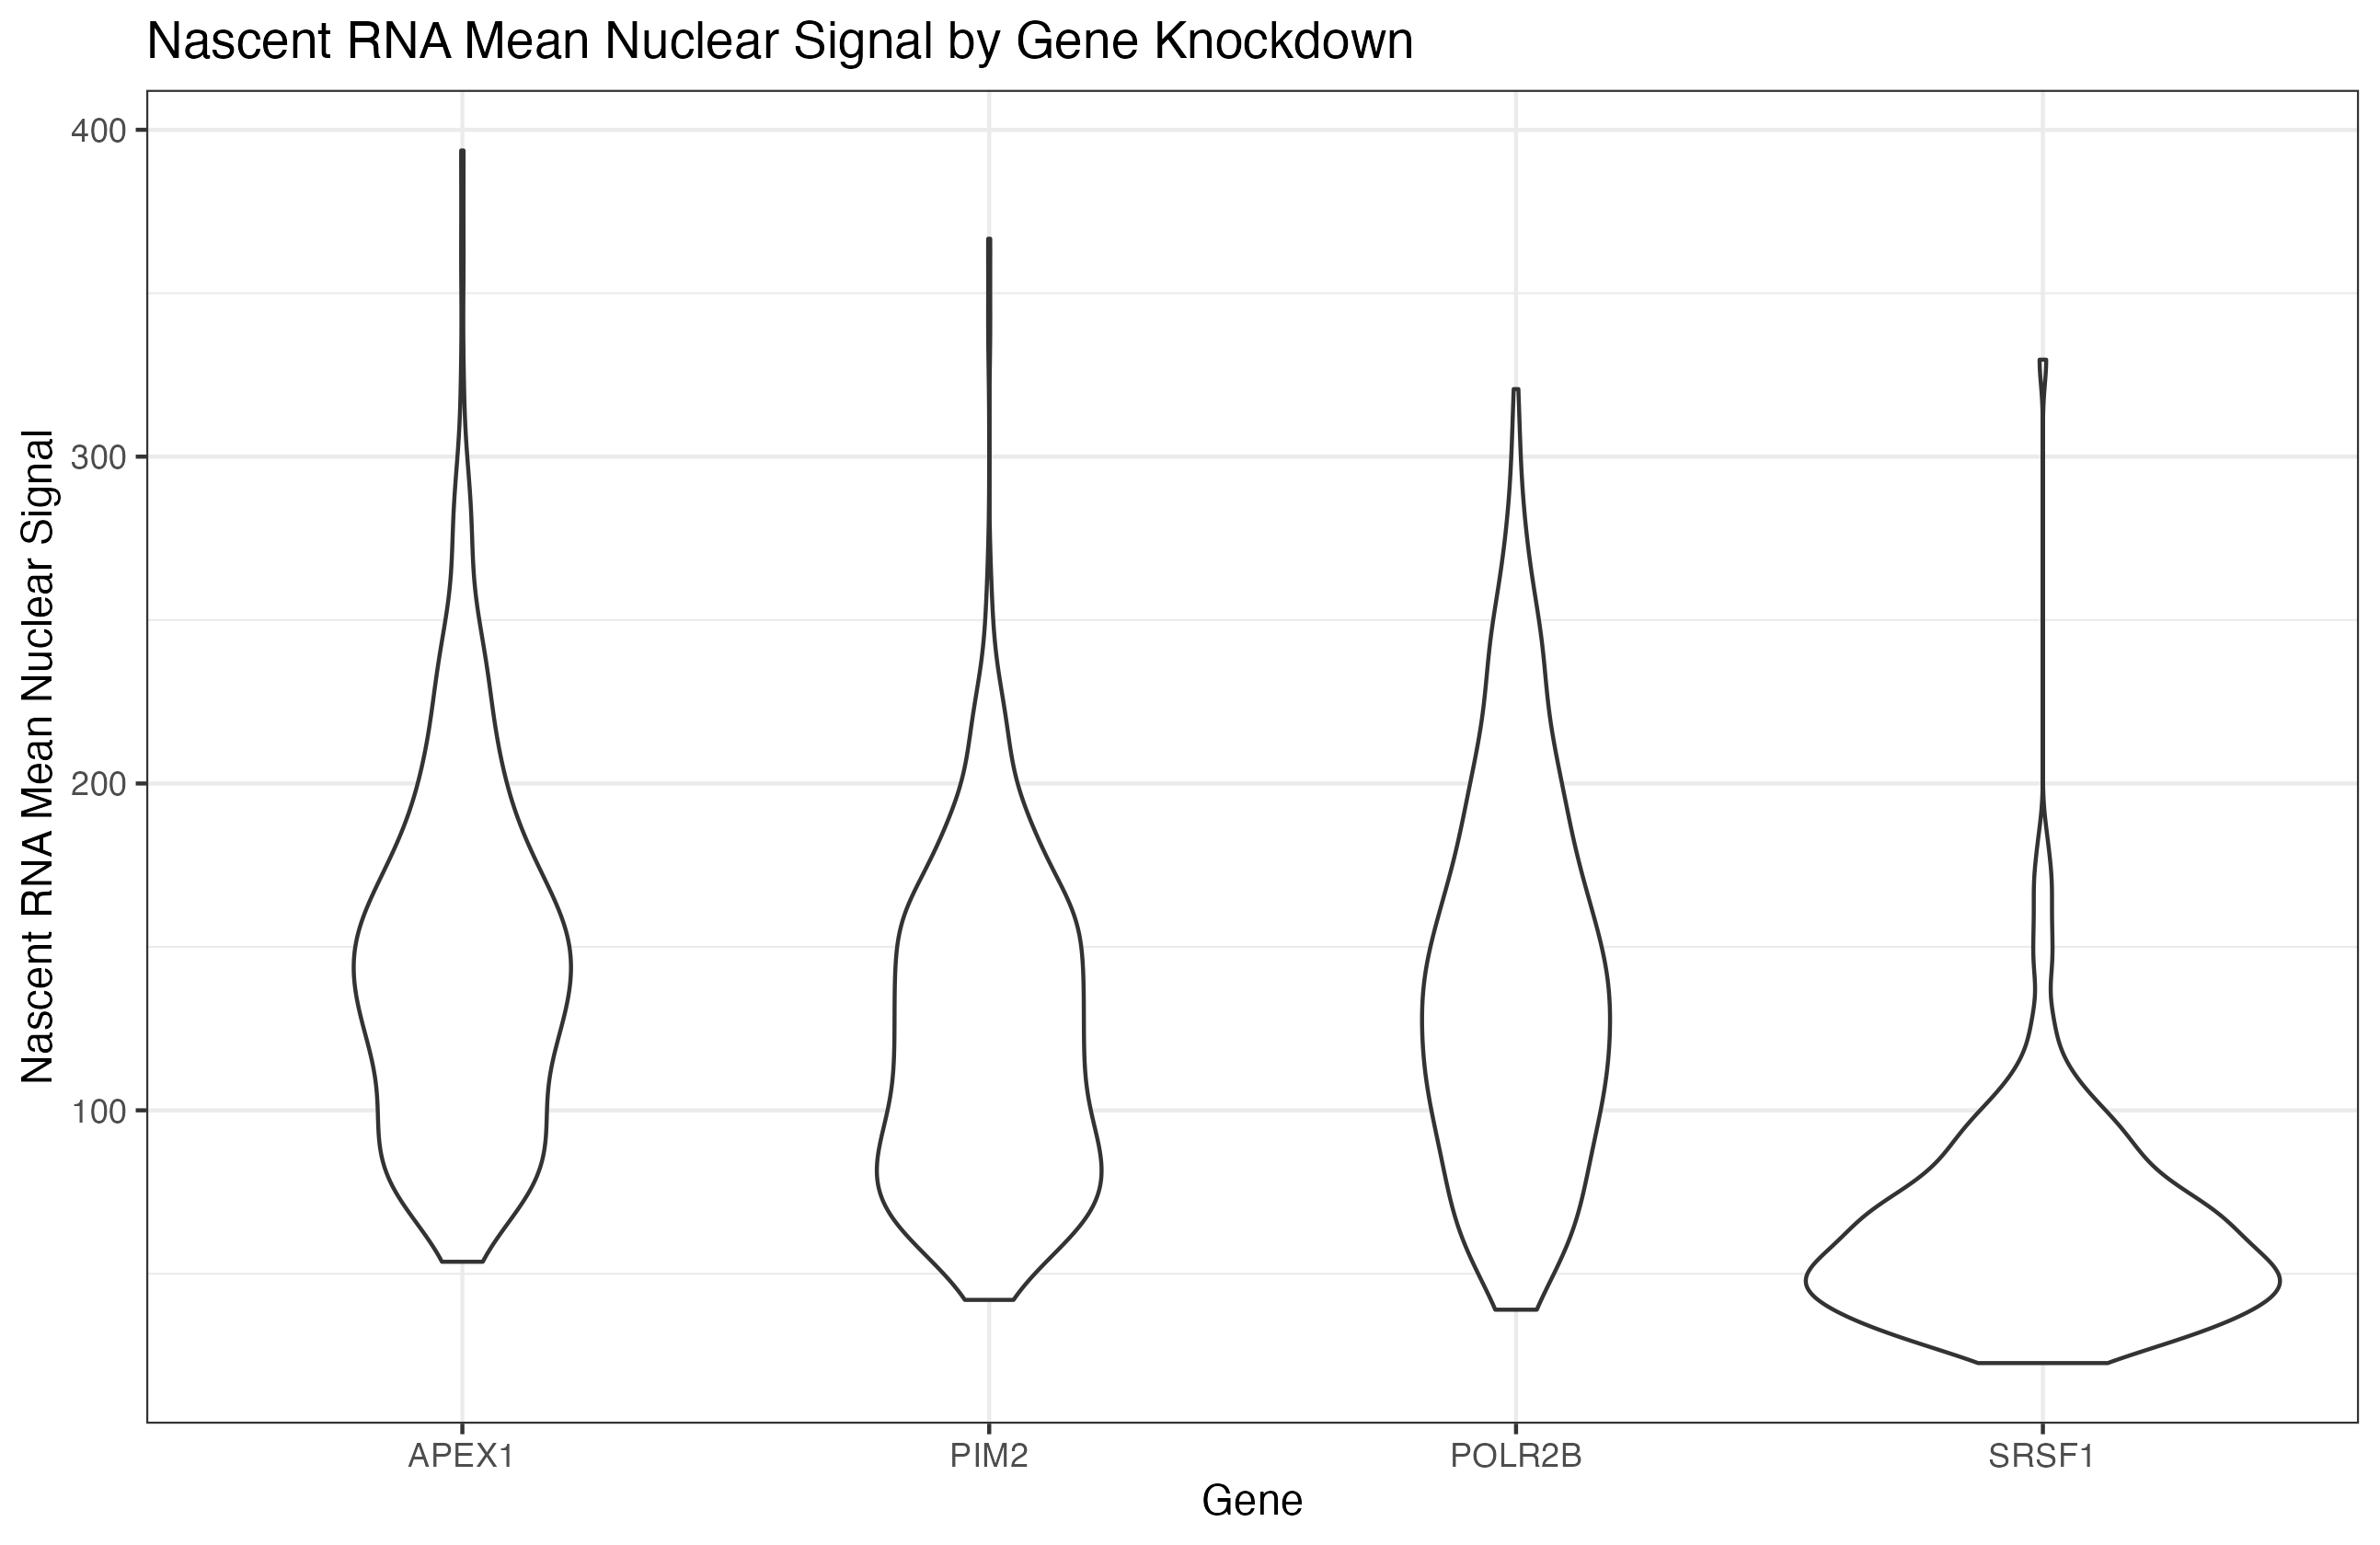 Nascent RNA Mean Nuclear Signal by Gene Knockdown
Nascent RNA Mean Nuclear Signal
400
300
200
100
APEX1 PIM2 POLR2B SRSF1
Gene